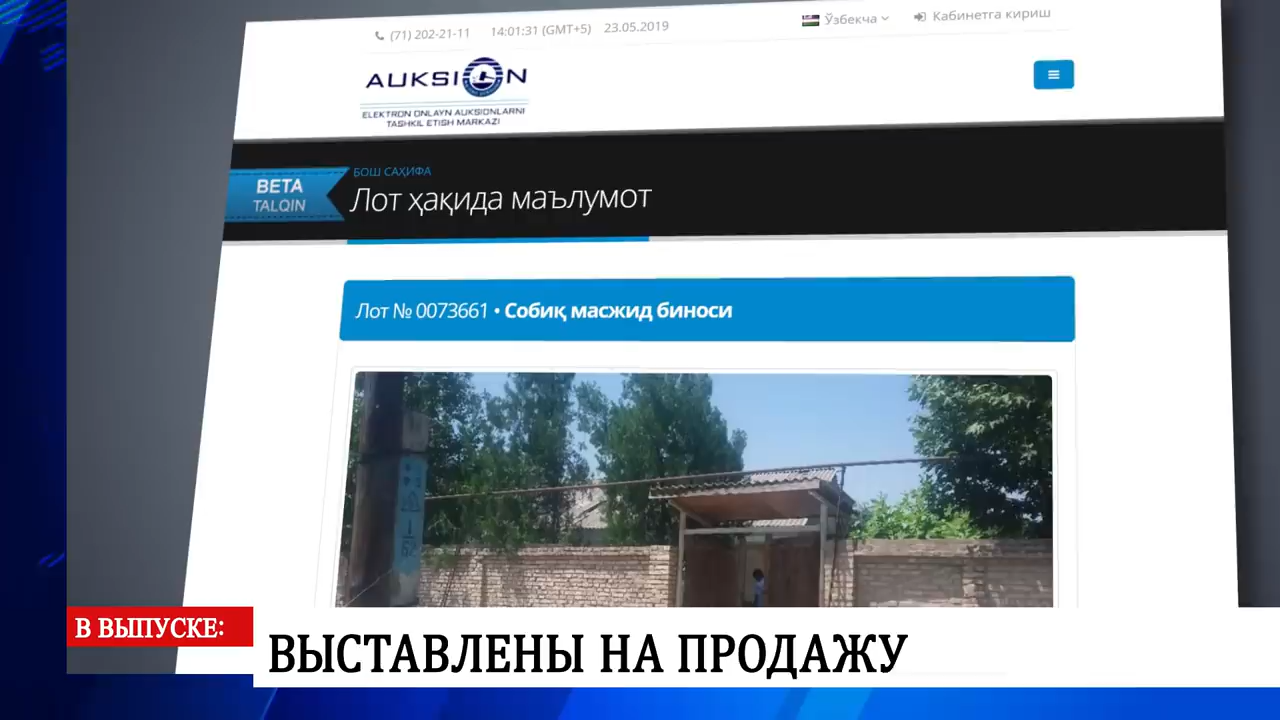 (71) 202-21-11 14:01:31 (GMT+5) 23.05.2019 Ўзбекча Кабинетга кириш
AUKSION
ELEKTRON ONLAYN AUKSIONLARNI
TASHKIL ETISH MARKAZI
BETA
TALQIN
БОШ САҲИФА
Лот ҳақида маълумот
Лот № 0073661 • Собиқ масжид биноси
В ВЫПУСКЕ:
ВЫСТАВЛЕНЫ НА ПРОДАЖУ